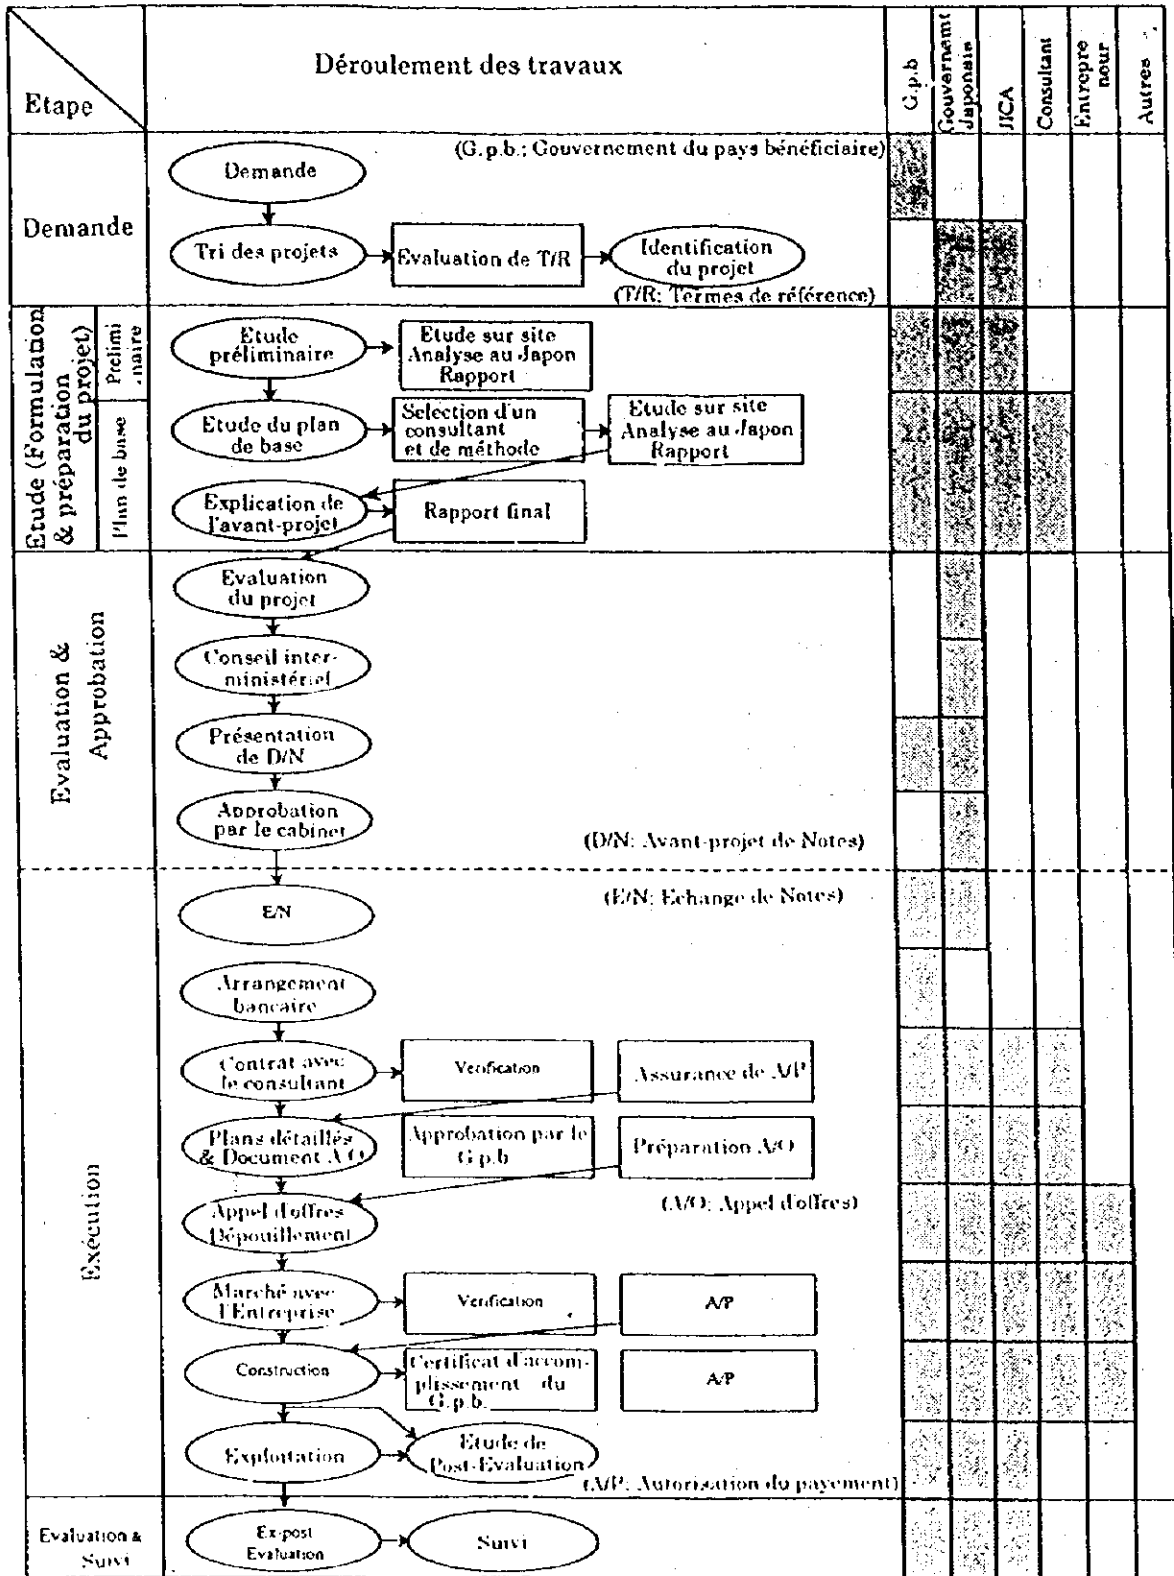 Etape
Déroulement des travaux
G.p.b
Gouvernemt
Japonais
JICA
Consultant
Entrepre
neur
Autres
Demande
(G.p.b.; Gouvernement du pays bénéficiaire)
Demande
Tri des projets
Evaluation de T/R
Identification
du projet
(T/R: Termes de référence)
Etude (Formulation
& préparation
du projet)
Prélimi
naire
Etude
préliminaire
Etude sur site
Analyse au Japon
Rapport
Plan de base
Etude du plan
de base
Selection d'un
consultant
et de méthode
Etude sur site
Analyse au Japon
Rapport
Explication de
l'avant-projet
Rapport final
Evaluation &
Approbation
Evaluation
du projet
Conseil inter-
ministériel
Présentation
de D/N
Approbation
par le cabinet
(D/N: Avant-projet de Notes)
Exécution
E/N
(E/N: Echange de Notes)
Arrangement
bancaire
Contrat avec
le consultant
Verification
Assurance de A/P
Plans détaillés
& Document A/O
Approbation par le
G.p.b
Préparation A/O
Appel d'offres
Dépouillement
(A/O: Appel d'offres)
Marché avec
l'Entreprise
Verification
A/P
Construction
Certificat d'accom-
plissement du
G.p.b.
A/P
Exploitation
Etude de
Post-Evaluation
(A/P: Autorisation du payement)
Evaluation &
Suivi
Ex-post
Evaluation
Suivi